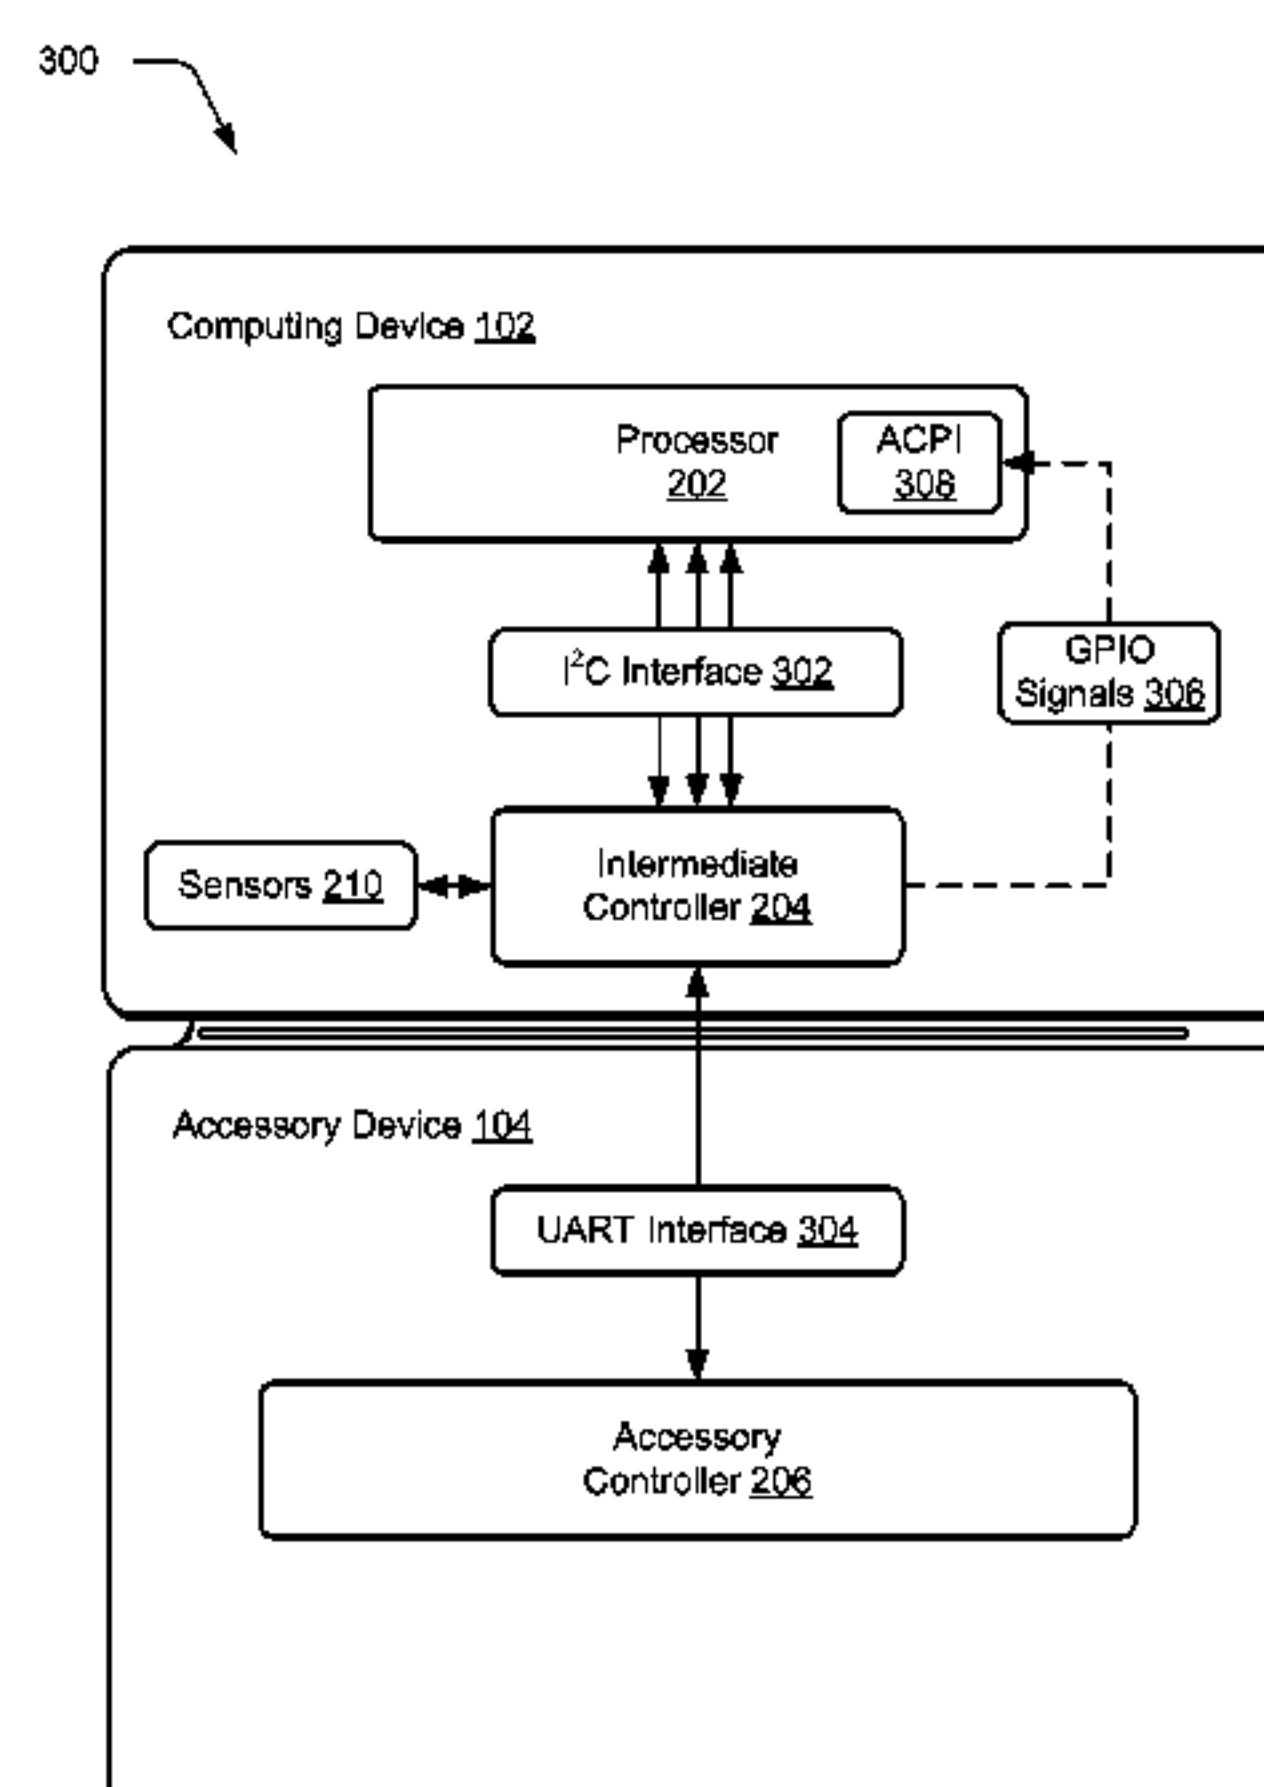 300
Computing Device 102
Processor
202
ACPI
308
I²C Interface 302
GPIO
Signals 306
Sensors 210
Intermediate
Controller 204
Accessory Device 104
UART Interface 304
Accessory
Controller 206